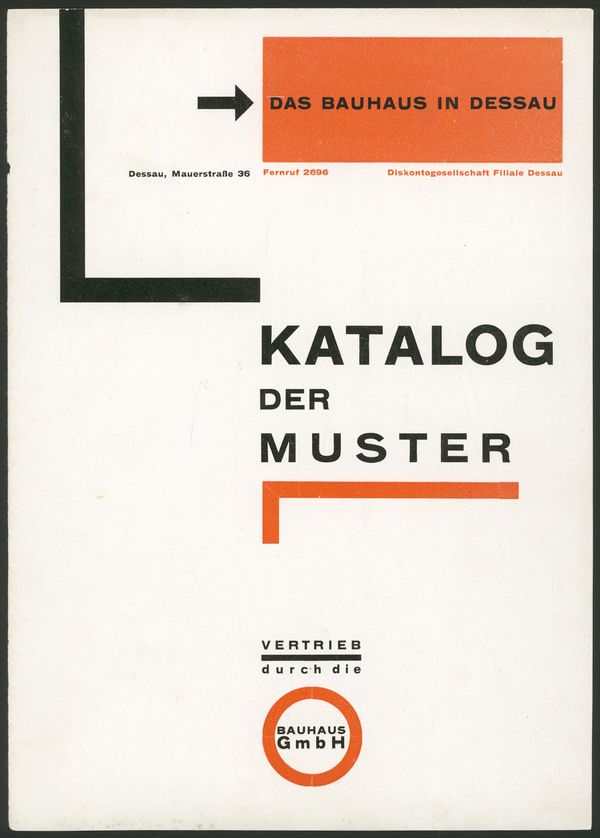 DAS BAUHAUS IN DESSAU
Dessau, Mauerstraße 36 Fernruf 2696 Diskontogesellschaft Filiale Dessau
KATALOG
DER
MUSTER
VERTRIEB
durch die
BAUHAUS
GmbH